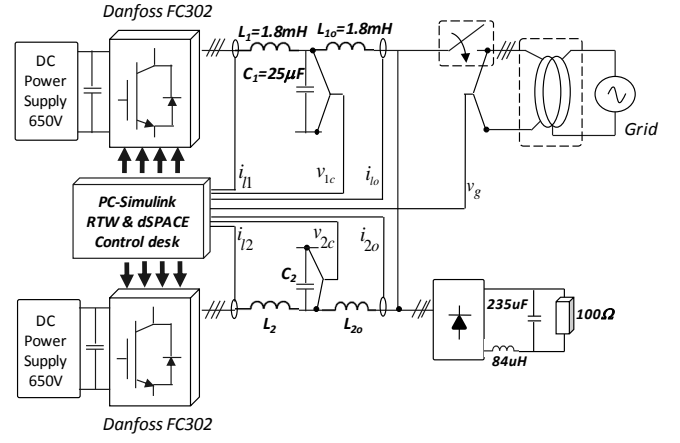 Danfoss FC302
DC
Power
Supply
650V
L1=1.8mH
L1o=1.8mH
C1=25μF
Grid
il1
v1c
ilo
vg
PC-Simulink
RTW & dSPACE
Control desk
il2
v2c
i2o
C2
L2
L2o
DC
Power
Supply
650V
235uF
100Ω
84uH
Danfoss FC302